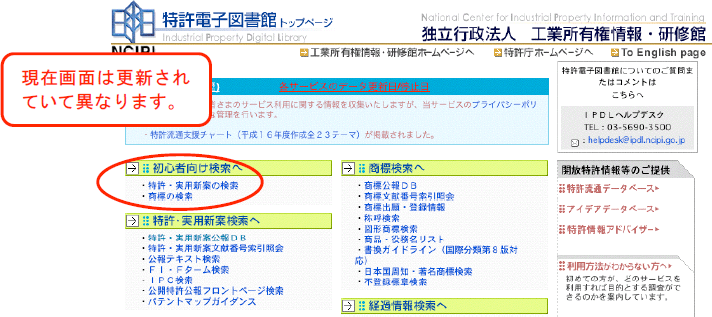 特許電子図書館 トップページ
Industrial Property Digital Library
NCIPI
National Center for Industrial Property Information and Training
独立行政法人 工業所有権情報・研修館
工業所有権情報・研修館ホームページへ 特許庁ホームページへ To English page
現在画面は更新され
ていて異なります。
各サービスのデータ更新日/蓄積日
さまのサービス利用に関する情報を収集いたしますが、当サービスのプライバシーポリ
管理を行います。
・特許流通支援チャート（平成１６年度作成全２３テーマ）が掲載されました。
初心者向け検索へ
・特許・実用新案の検索
・商標の検索
特許・実用新案検索へ
・特許・実用新案公報ＤＢ
・特許・実用新案文献番号索引照会
・公報テキスト検索
・ＦＩ・Ｆターム検索
・ＩＰＣ検索
・公開特許公報フロントページ検索
・パテントマップガイダンス
商標検索へ
・商標公報ＤＢ
・商標文献番号索引照会
・商標出願・登録情報
・称呼検索
・図形商標検索
・商品・役務名リスト
・書換ガイドライン（国際分類第８版対
応）
・日本国周知・著名商標検索
・不登録標章検索
経過情報検索へ
特許電子図書館についてのご質問ま
たはコメントは
こちらへ
ＩＰＤＬヘルプデスク
TEL：03-5690-3500
：helpdesk@ipdl.ncipi.go.jp
開放特許情報等のご提供
特許流通データベース
アイデアデータベース
特許情報アドバイザー
利用方法がわからない方へ
初めての方が、どのサービスを
利用すれば目的とする調査がで
きるのかを案内しています。